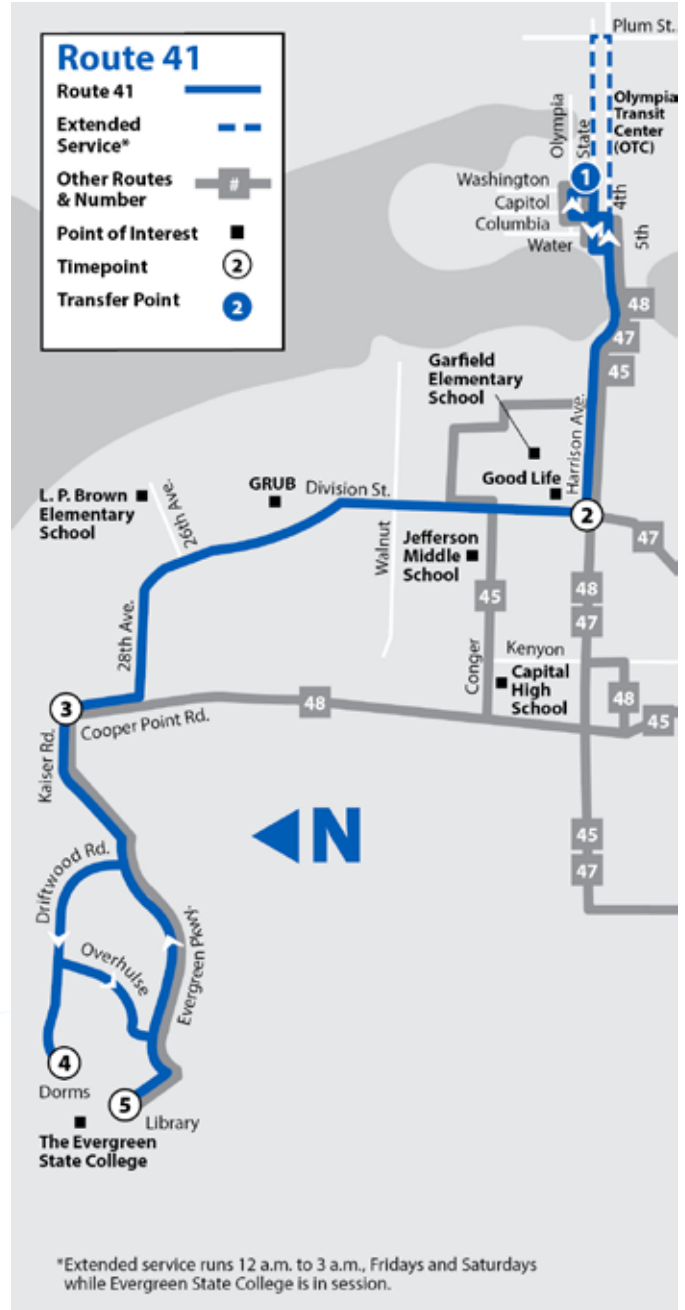 Plum St.
Route 41
Route 41
Extended
Service*
Other Routes
& Number
#
Point of Interest
Timepoint
2
Transfer Point
2
Olympia
Transit
Center
(OTC)
Olympia
State
1
Washington
Capitol
Columbia
Water
4th
5th
48
47
45
Garfield
Elementary
School
Harrison Ave.
Good Life
GRUB
Division St.
L. P. Brown
Elementary
School
26th Ave.
2
Walnut
Jefferson
Middle
School
47
45
48
47
28th Ave.
Kenyon
Conger
Capital
High
School
48
3
48
45
Cooper Point Rd.
Kaiser Rd.
N
45
47
Driftwood Rd.
Overhulse
Evergreen Pkwy.
4
Dorms
5
Library
The Evergreen
State College
*Extended service runs 12 a.m. to 3 a.m., Fridays and Saturdays
while Evergreen State College is in session.